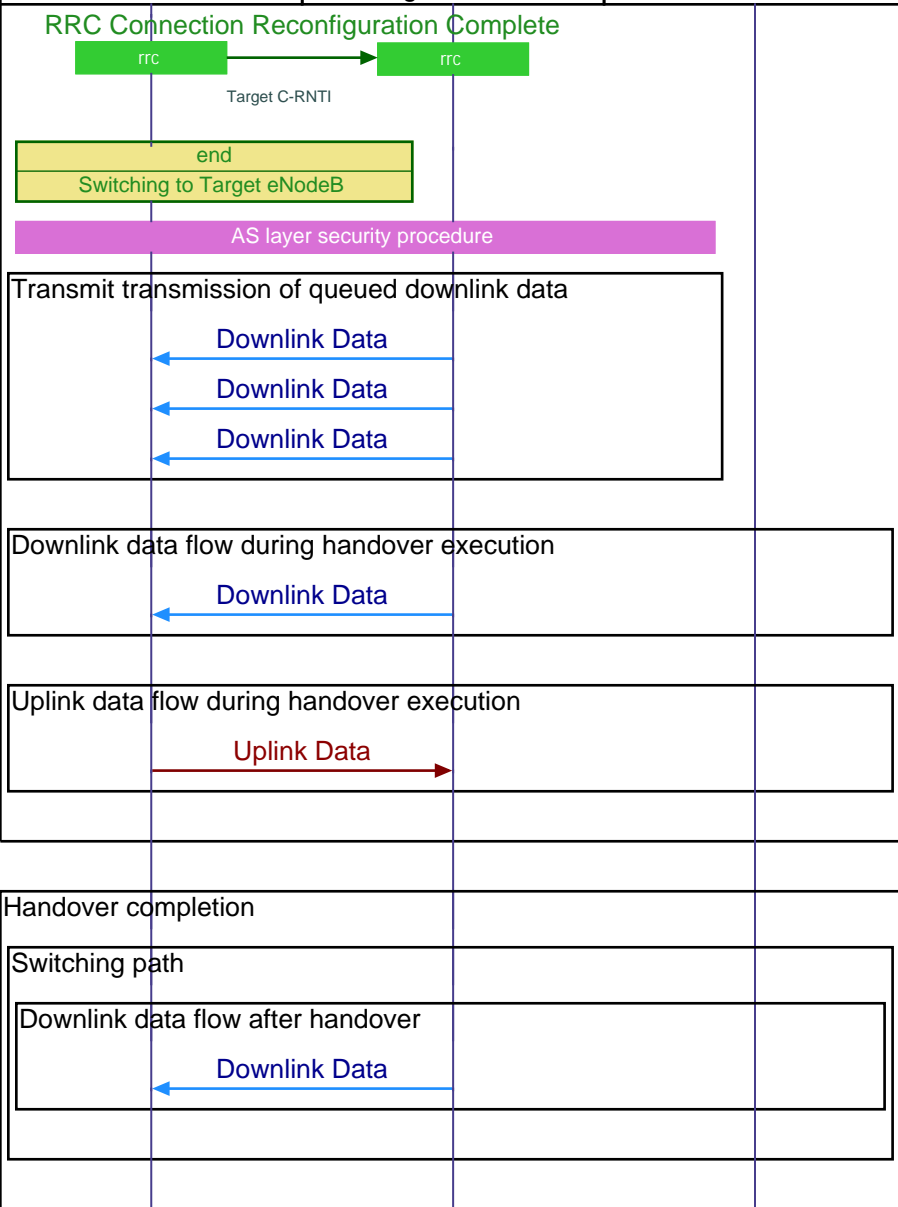 RRC Connection Reconfiguration Complete
rrc
rrc
Target C-RNTI
end
Switching to Target eNodeB
AS layer security procedure
Transmit transmission of queued downlink data
Downlink Data
Downlink Data
Downlink Data
Downlink data flow during handover execution
Downlink Data
Uplink data flow during handover execution
Uplink Data
Handover completion
Switching path
Downlink data flow after handover
Downlink Data